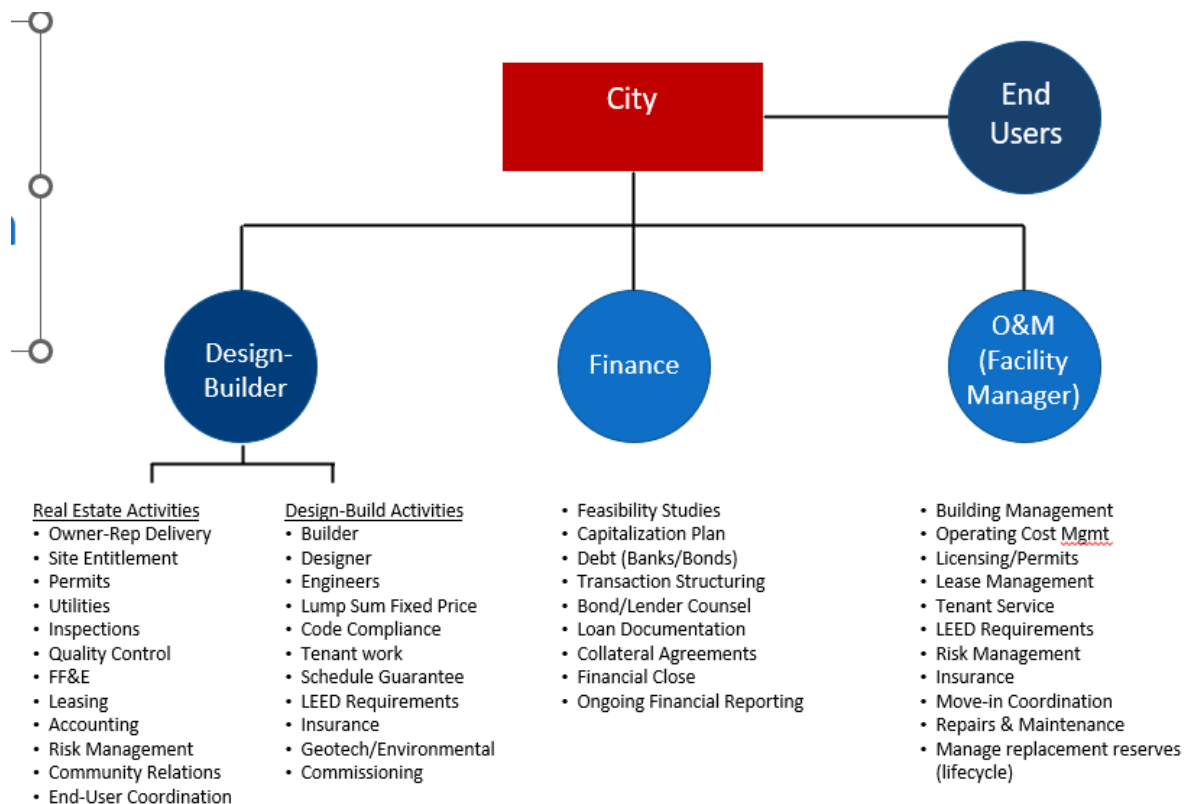 City
End
Users
Design-
Builder
Finance
O&M
(Facility
Manager)
Real Estate Activities
• Owner-Rep Delivery
• Site Entitlement
• Permits
• Utilities
• Inspections
• Quality Control
• FF&E
• Leasing
• Accounting
• Risk Management
• Community Relations
• End-User Coordination
Design-Build Activities
• Builder
• Designer
• Engineers
• Lump Sum Fixed Price
• Code Compliance
• Tenant work
• Schedule Guarantee
• LEED Requirements
• Insurance
• Geotech/Environmental
• Commissioning
• Feasibility Studies
• Capitalization Plan
• Debt (Banks/Bonds)
• Transaction Structuring
• Bond/Lender Counsel
• Loan Documentation
• Collateral Agreements
• Financial Close
• Ongoing Financial Reporting
• Building Management
• Operating Cost Mgmt
• Licensing/Permits
• Lease Management
• Tenant Service
• LEED Requirements
• Risk Management
• Insurance
• Move-in Coordination
• Repairs & Maintenance
• Manage replacement reserves
(lifecycle)